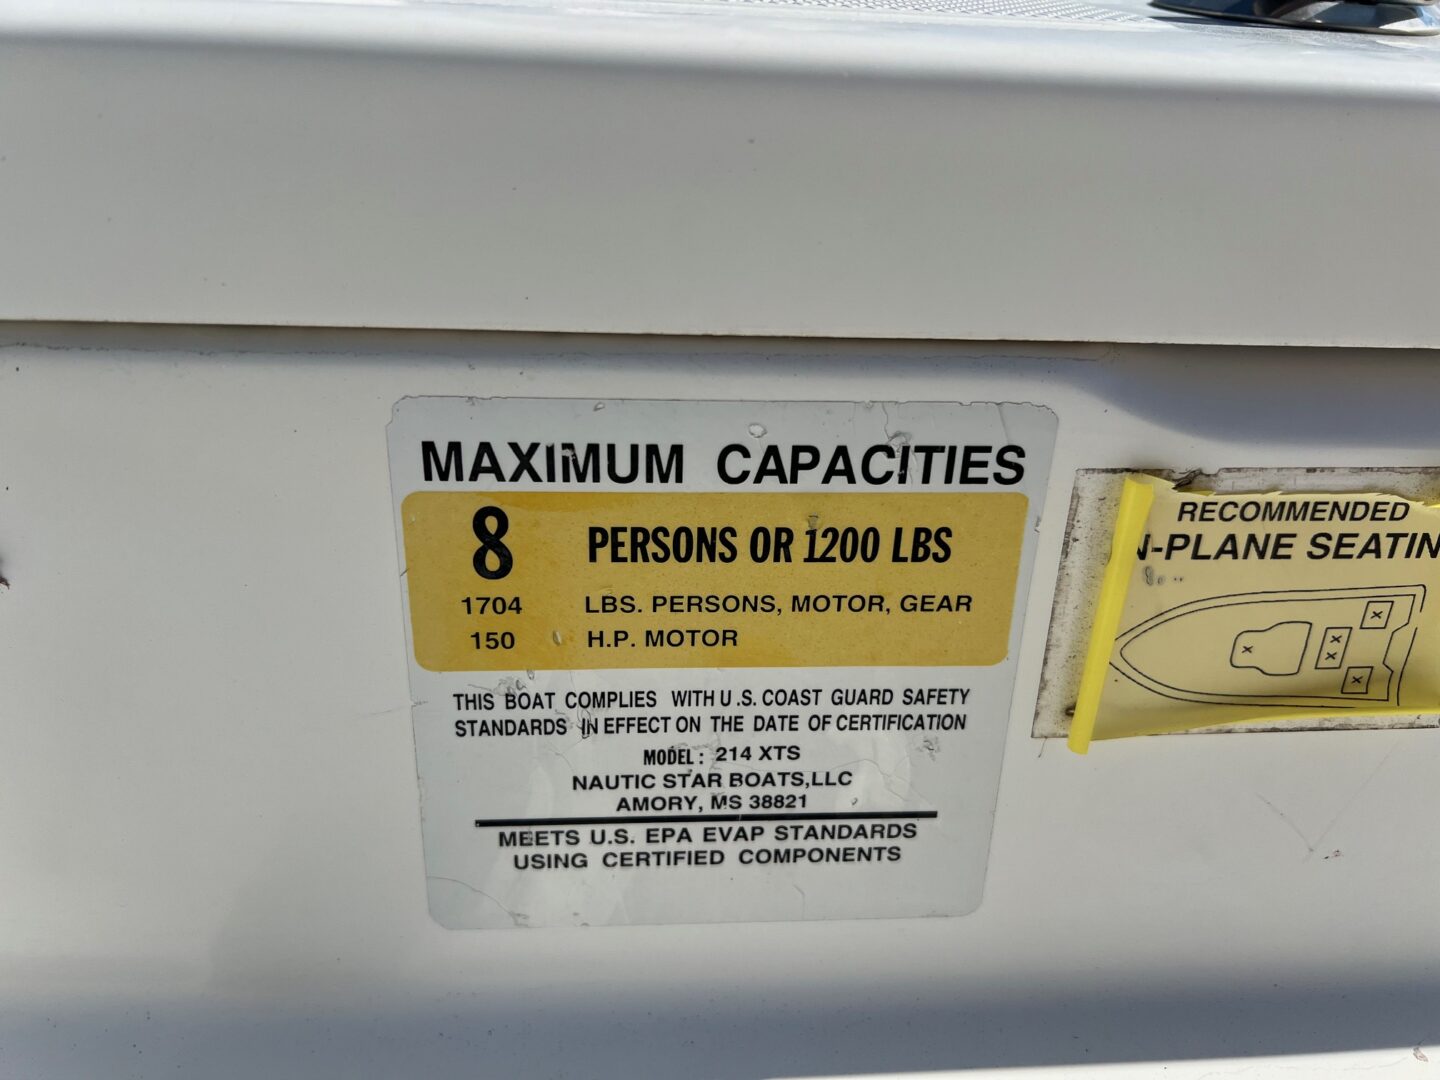 MAXIMUM CAPACITIES
8 PERSONS OR 1200 LBS
1704 LBS. PERSONS, MOTOR, GEAR
150 H.P. MOTOR
THIS BOAT COMPLIES WITH U.S. COAST GUARD SAFETY
STANDARDS IN EFFECT ON THE DATE OF CERTIFICATION
MODEL: 214 XTS
NAUTIC STAR BOATS,LLC
AMORY, MS 38821
MEETS U.S. EPA EVAP STANDARDS
USING CERTIFIED COMPONENTS
RECOMMENDED
N-PLANE SEATIN
X
X
X
X
X